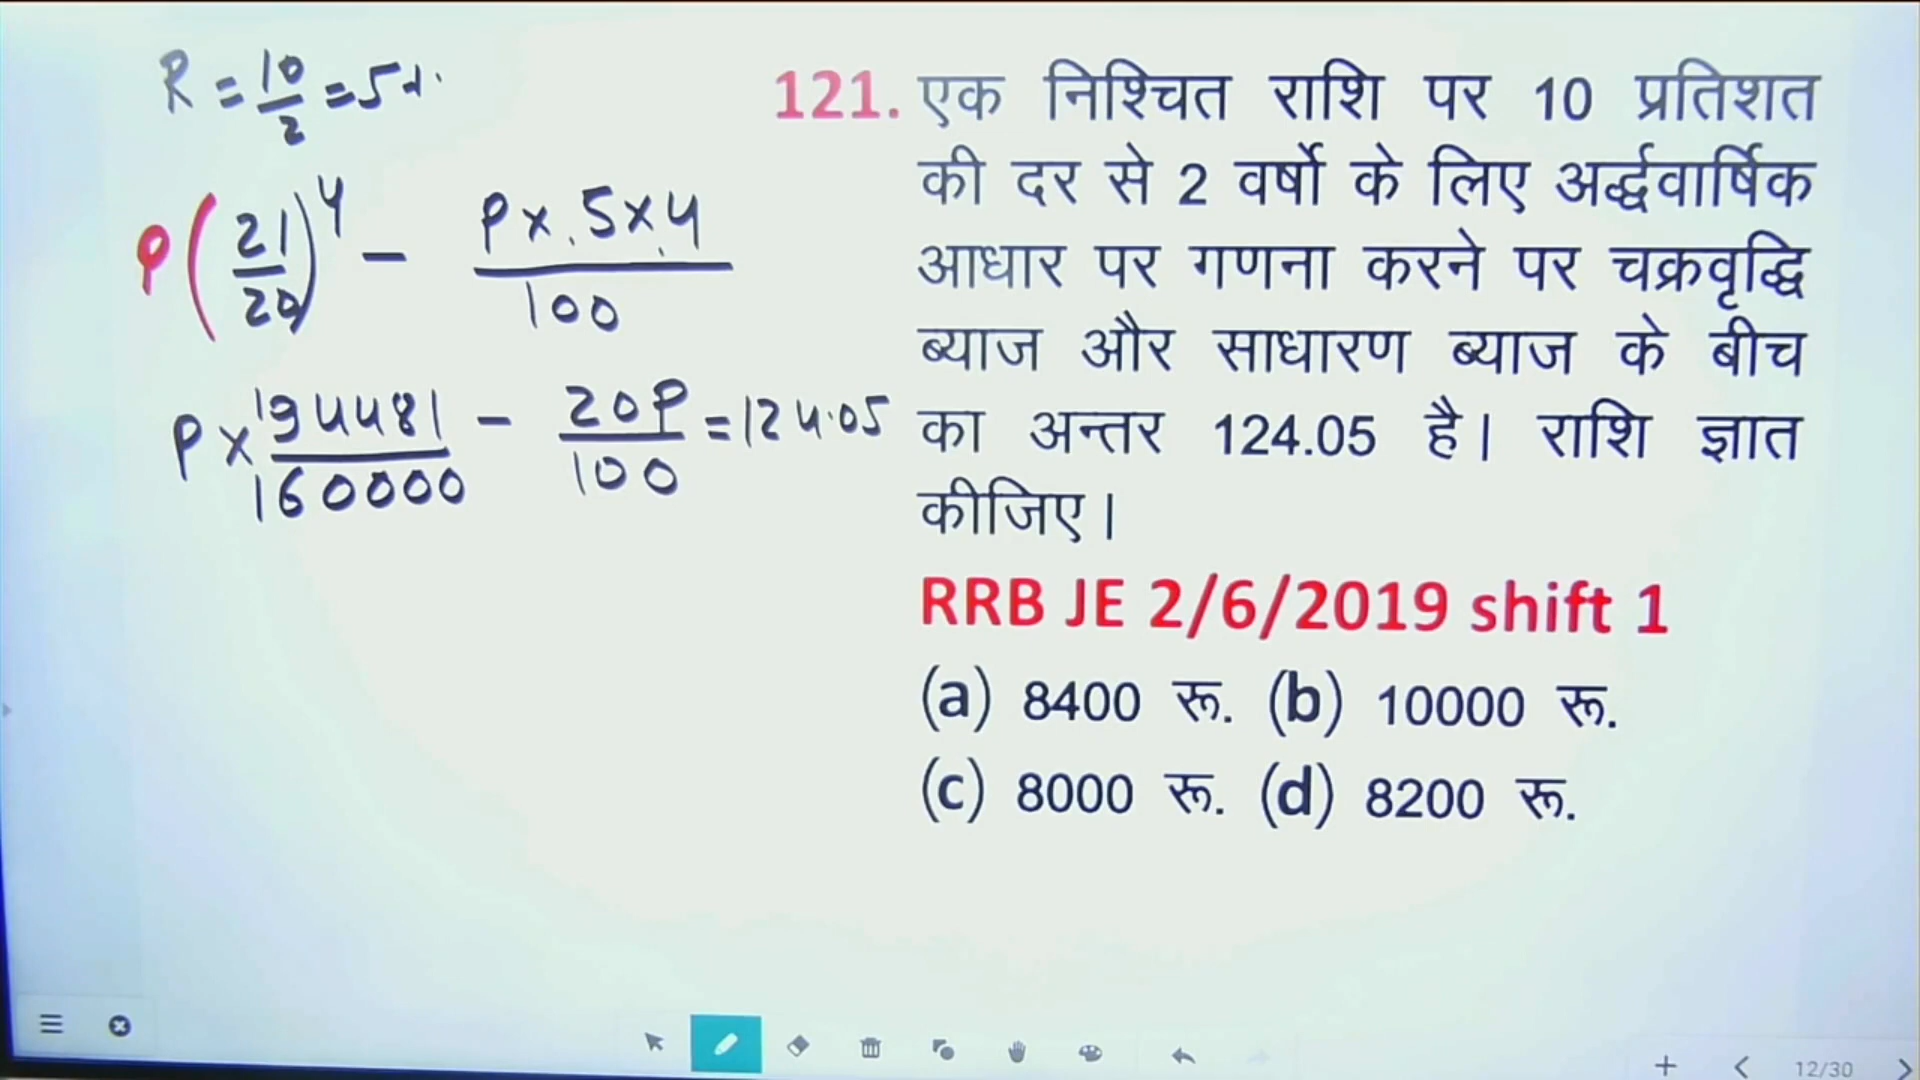 R = 10/2 = 5%
P(21/20)^4 - P×5×4/100
P×194481/160000 - 20P/100 = 124.05
121. एक निश्चित राशि पर 10 प्रतिशत
की दर से 2 वर्षो के लिए अर्द्धवार्षिक
आधार पर गणना करने पर चक्रवृद्धि
ब्याज और साधारण ब्याज के बीच
का अन्तर 124.05 है। राशि ज्ञात
कीजिए।
RRB JE 2/6/2019 shift 1
(a) 8400 रू. (b) 10000 रू.
(c) 8000 रू. (d) 8200 रू.
12/30